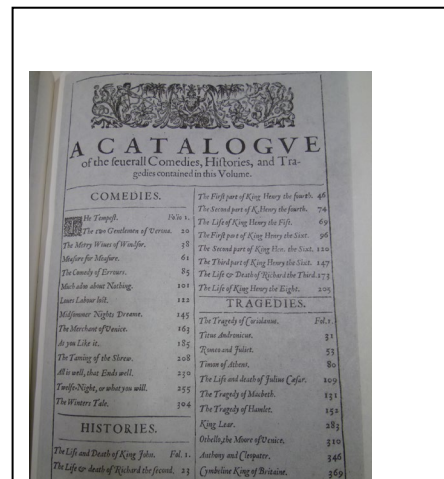 A CATALOGVE
of the seuerall Comedies, Histories, and Tra-
gedies contained in this Volume.
COMEDIES.
The Tempest. Folio 1.
The two Gentlemen of Verona. 20
The Merry Wiues of Windsor. 38
Measure for Measure. 61
The Comedy of Errours. 85
Much adoo about Nothing. 101
Loues Labour lost. 122
Midsommer Nights Dreame. 145
The Merchant of Venice. 163
As you Like it. 185
The Taming of the Shrew. 208
All is well, that Ends well. 230
Twelfe-Night, or what you will. 255
The Winters Tale. 304
HISTORIES.
The Life and Death of King John. Fol. 1.
The Life & death of Richard the second. 23
The First part of King Henry the fourth. 46
The Second part of K. Henry the fourth. 74
The Life of King Henry the Fift. 69
The First part of King Henry the Sixt. 96
The Second part of King Hen. the Sixt. 120
The Third part of King Henry the Sixt. 147
The Life & Death of Richard the Third. 173
The Life of King Henry the Eight. 205
TRAGEDIES.
The Tragedy of Coriolanus. Fol. 1.
Titus Andronicus. 31
Romeo and Juliet. 53
Timon of Athens. 80
The Life and death of Julius Cæsar. 109
The Tragedy of Macbeth. 131
The Tragedy of Hamlet. 152
King Lear. 283
Othello, the Moore of Venice. 310
Anthony and Cleopater. 346
Cymbeline King of Britaine. 369